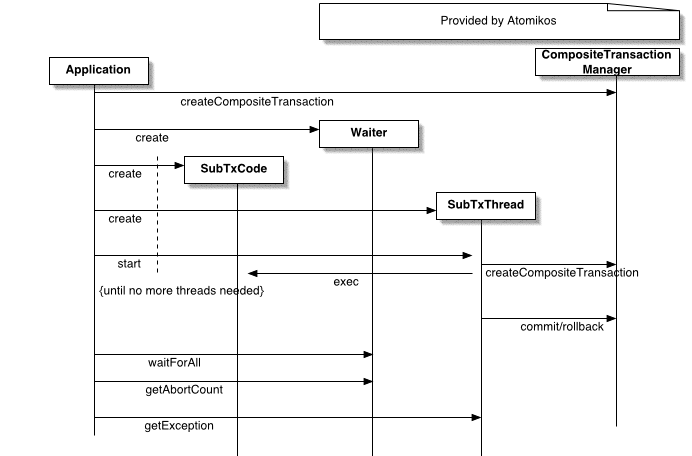 Provided by Atomikos
Application
CompositeTransaction
Manager
createCompositeTransaction
create
Waiter
create
SubTxCode
create
SubTxThread
start
createCompositeTransaction
exec
{until no more threads needed}
commit/rollback
waitForAll
getAbortCount
getException